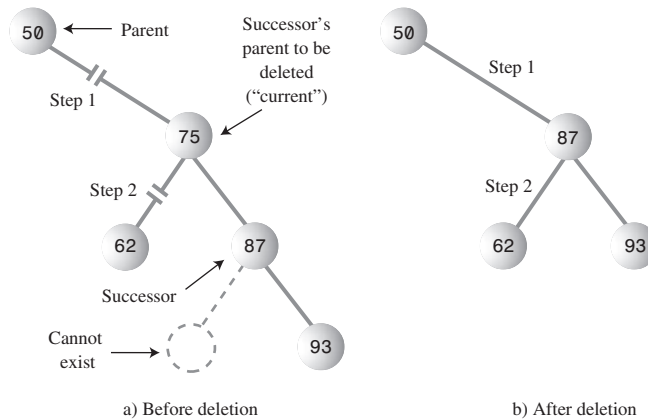 50
Parent
Successor's
parent to be
deleted
("current")
Step 1
75
Step 2
62
87
Successor
Cannot
exist
93
a) Before deletion
50
Step 1
87
Step 2
62
93
b) After deletion